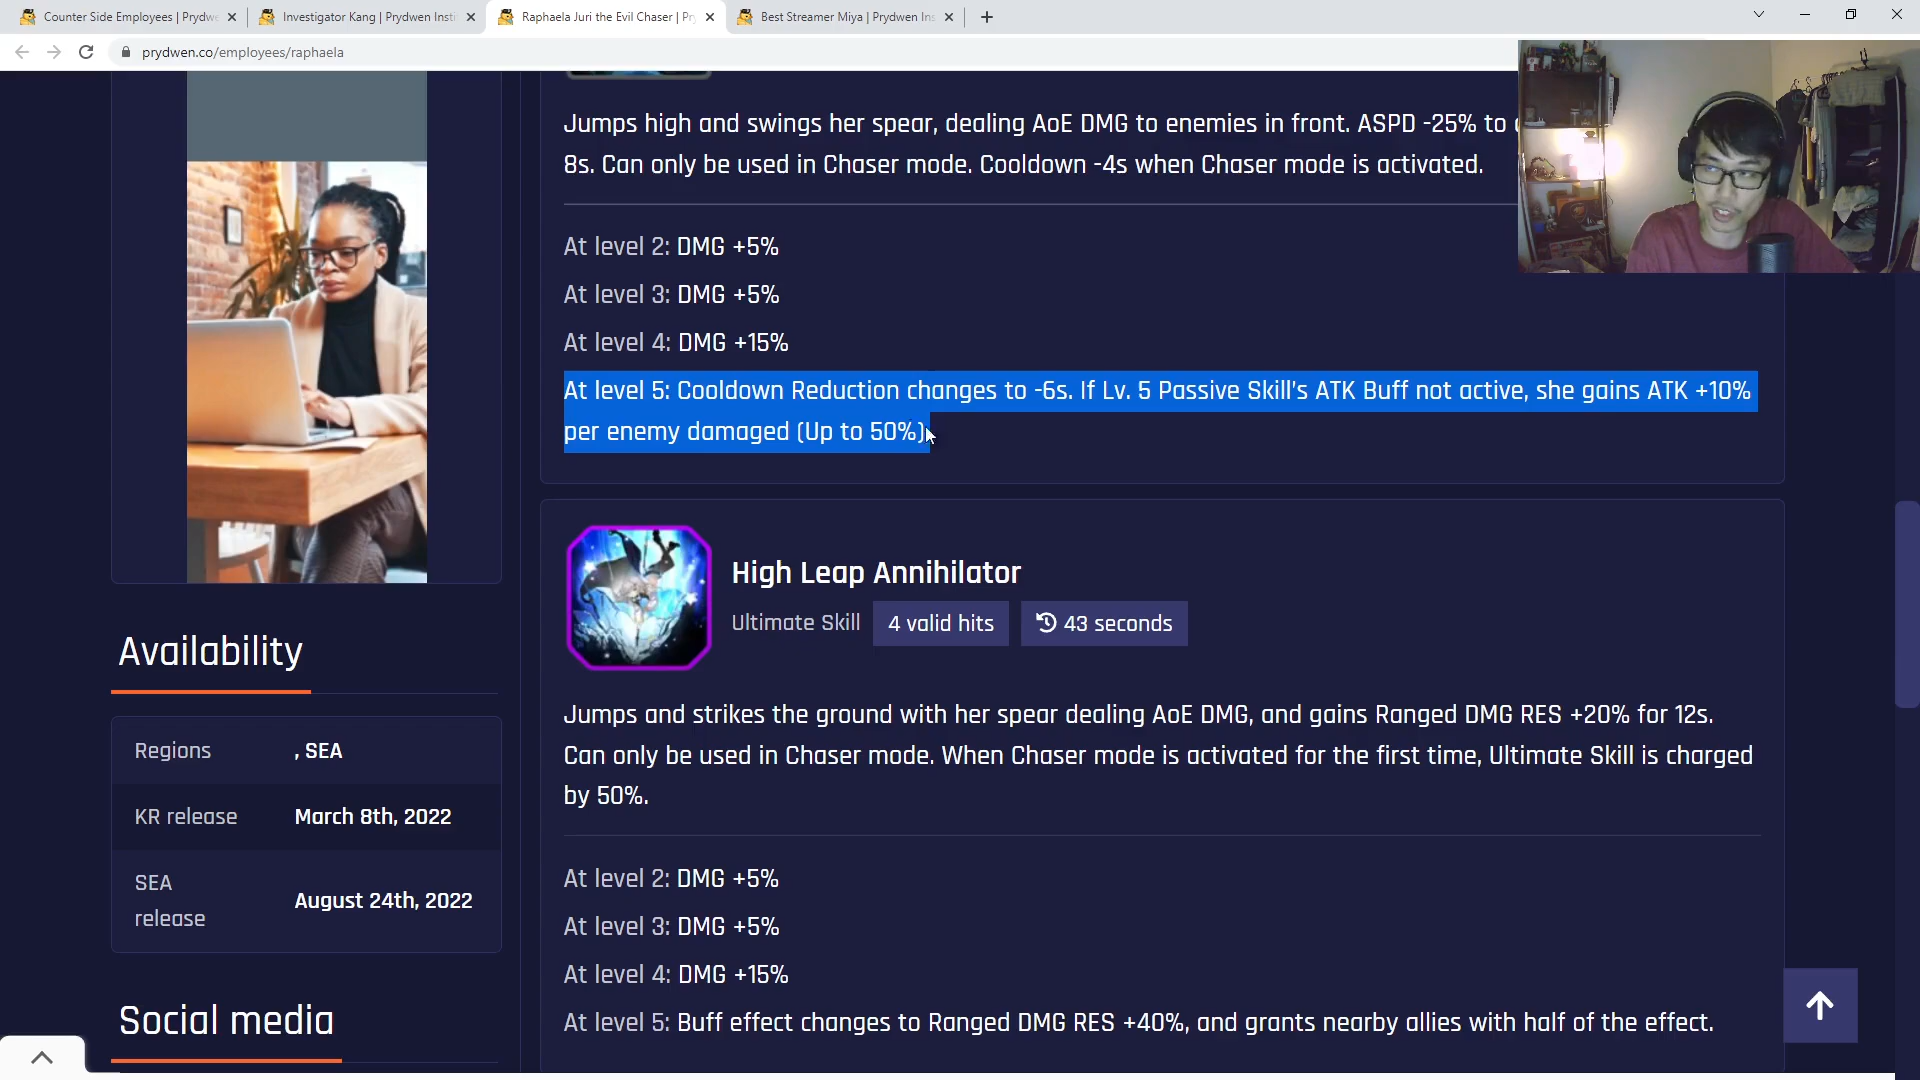 Counter Side Employees | Prydwe
Investigator Kang | Prydwen Insti
Raphaela Juri the Evil Chaser | Pr
Best Streamer Miya | Prydwen Ins
prydwen.co/employees/raphaela
Jumps high and swings her spear, dealing AoE DMG to enemies in front. ASPD -25% to
8s. Can only be used in Chaser mode. Cooldown -4s when Chaser mode is activated.
At level 2: DMG +5%
At level 3: DMG +5%
At level 4: DMG +15%
At level 5: Cooldown Reduction changes to -6s. If Lv. 5 Passive Skill's ATK Buff not active, she gains ATK +10%
per enemy damaged (Up to 50%)
High Leap Annihilator
Ultimate Skill 4 valid hits 43 seconds
Jumps and strikes the ground with her spear dealing AoE DMG, and gains Ranged DMG RES +20% for 12s.
Can only be used in Chaser mode. When Chaser mode is activated for the first time, Ultimate Skill is charged
by 50%.
At level 2: DMG +5%
At level 3: DMG +5%
At level 4: DMG +15%
At level 5: Buff effect changes to Ranged DMG RES +40%, and grants nearby allies with half of the effect.
Availability
Regions , SEA
KR release March 8th, 2022
SEA
release August 24th, 2022
Social media